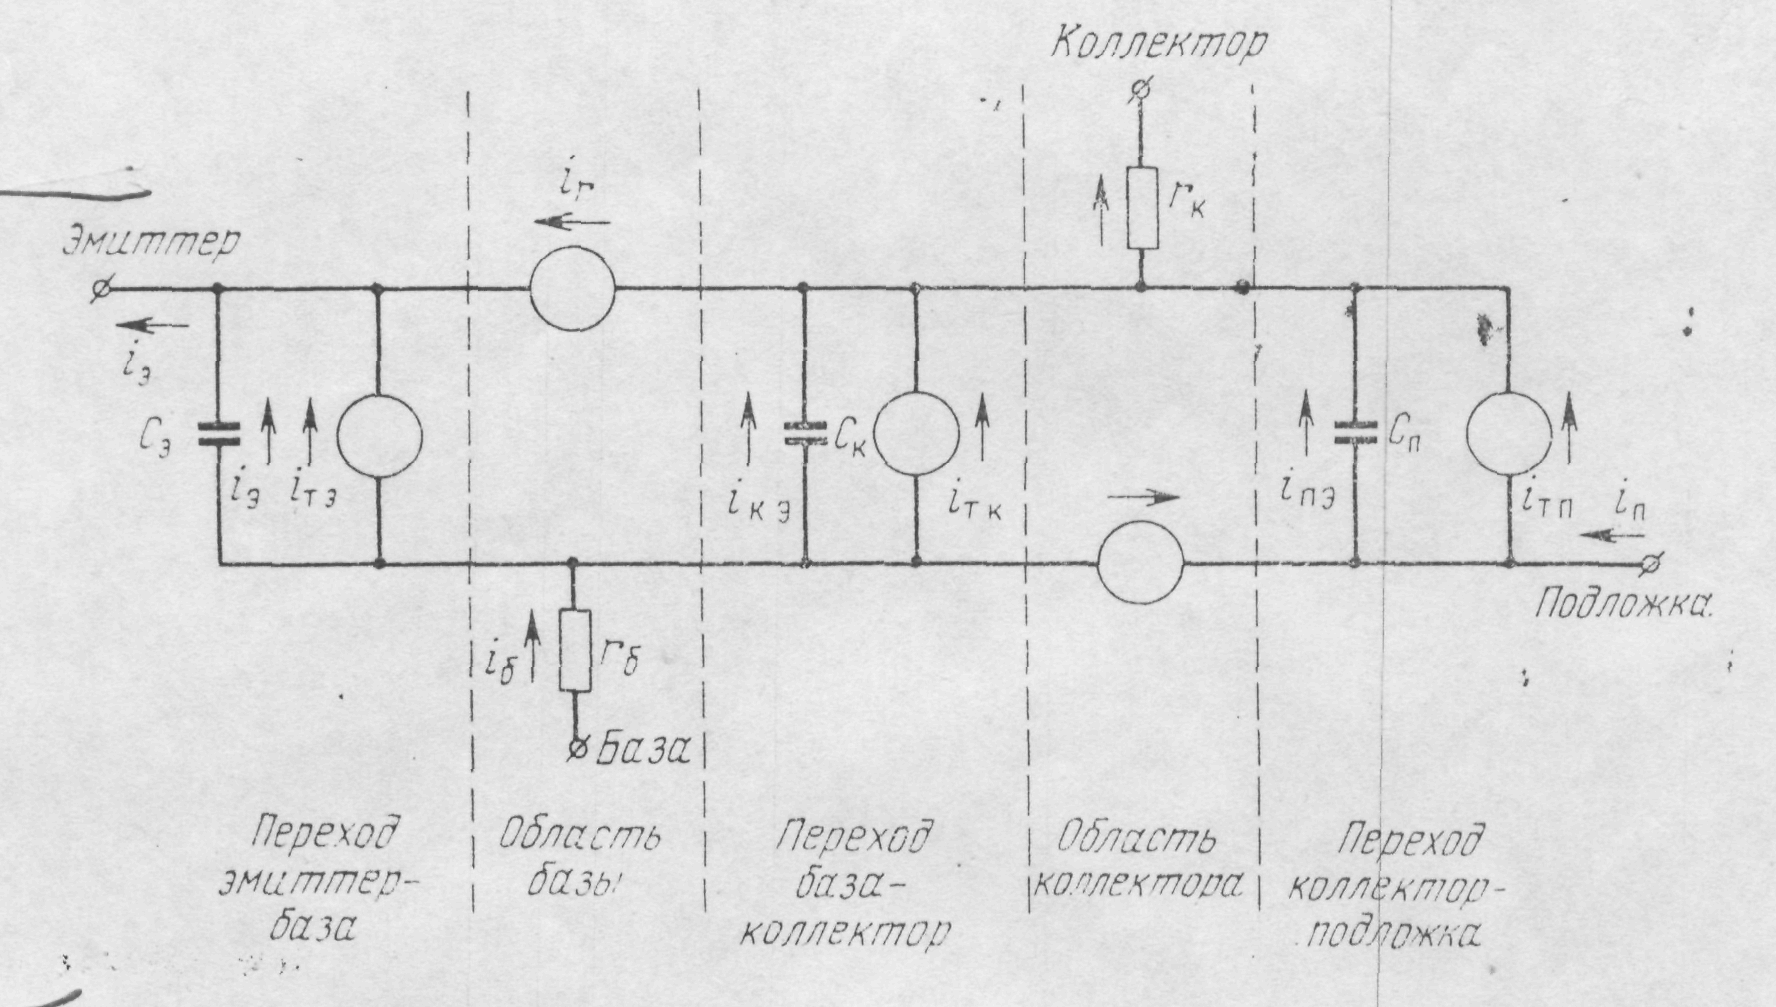 Коллектор
iг
rк
Эмиттер
iэ
Cэ
iэ
iтэ
iкэ
Cк
iтк
iпэ
Cп
iтп
iп
Подложка
iб
rб
База
Переход эмиттер-база
Область базы
Переход база-коллектор
Область коллектора
Переход коллектор-подложка